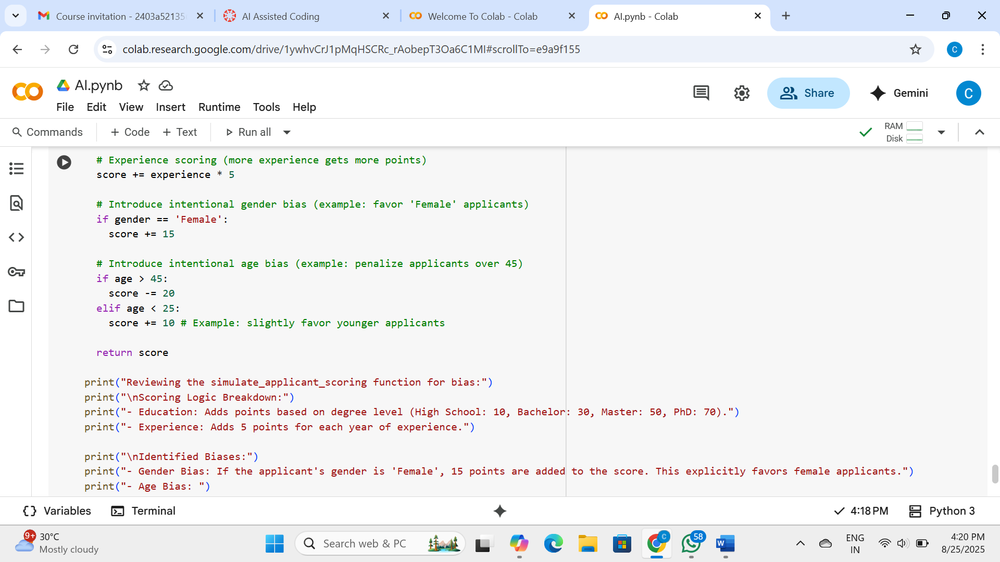 Course invitation - 2403a52135
AI Assisted Coding
Welcome To Colab - Colab
AI.pynb - Colab
colab.research.google.com/drive/1ywhvCrJ1pMqHSCRc_rAobepT3Oa6C1MI#scrollTo=e9a9f155
C
CO
AI.pynb
Share
Gemini
C
File Edit View Insert Runtime Tools Help
Commands
+ Code
+ Text
Run all
RAM
Disk
# Experience scoring (more experience gets more points)
score += experience * 5
# Introduce intentional gender bias (example: favor 'Female' applicants)
if gender == 'Female':
score += 15
# Introduce intentional age bias (example: penalize applicants over 45)
if age > 45:
score -= 20
elif age < 25:
score += 10 # Example: slightly favor younger applicants
return score
print("Reviewing the simulate_applicant_scoring function for bias:")
print("\nScoring Logic Breakdown:")
print("- Education: Adds points based on degree level (High School: 10, Bachelor: 30, Master: 50, PhD: 70).")
print("- Experience: Adds 5 points for each year of experience.")
print("\nIdentified Biases:")
print("- Gender Bias: If the applicant's gender is 'Female', 15 points are added to the score. This explicitly favors female applicants.")
print("- Age Bias: ")
{} Variables
Terminal
4:18 PM
Python 3
9+
30°C
Mostly cloudy
Search web & PC
C
58
W
ENG
IN
4:20 PM
8/25/2025